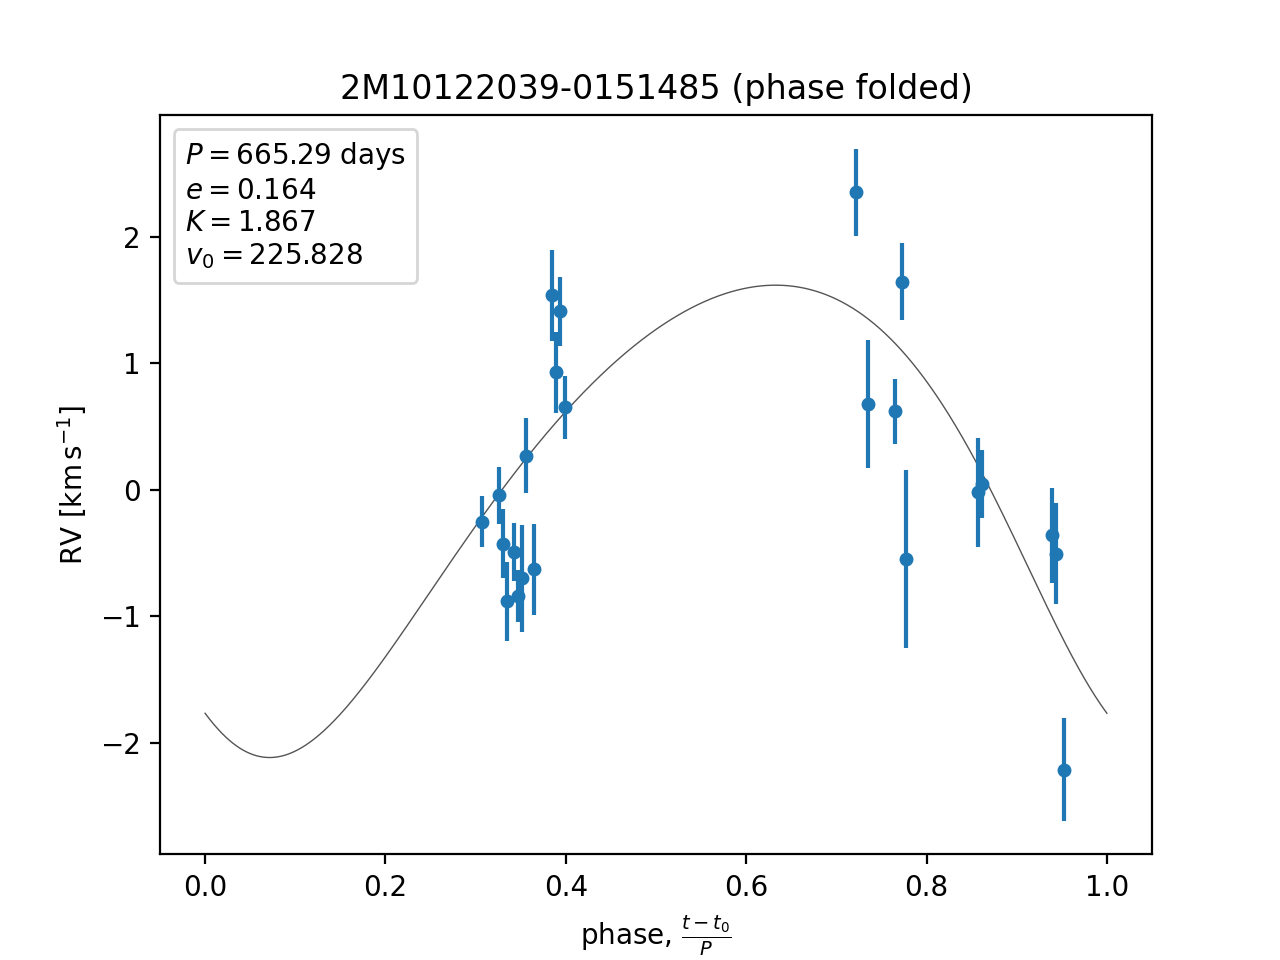 2M10122039-0151485 (phase folded)
P = 665.29 days
e = 0.164
K = 1.867
v₀ = 225.828
2
1
0
−1
−2
RV [km s⁻¹]
0.0 0.2 0.4 0.6 0.8 1.0
phase, (t − t₀)/P